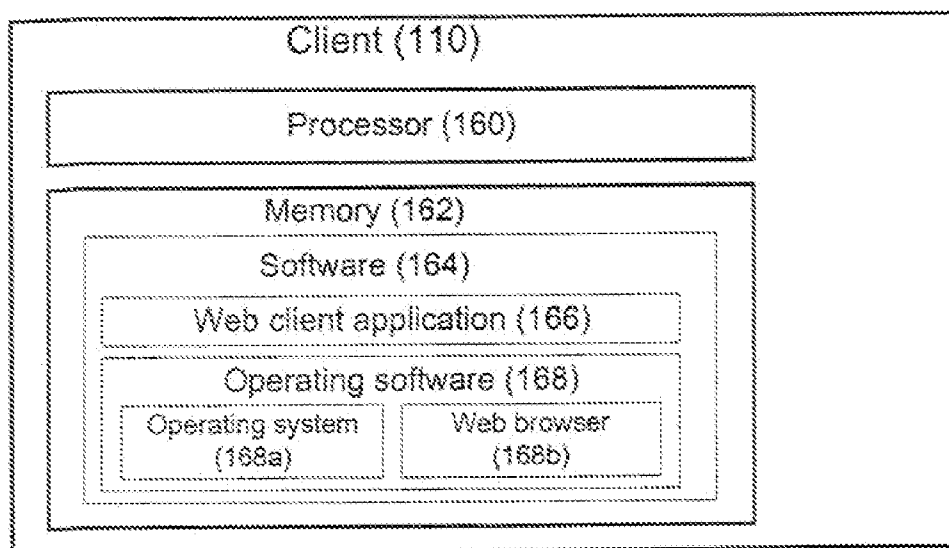 Client (110)
Processor (160)
Memory (162)
Software (164)
Web client application (166)
Operating software (168)
Operating system
(168a)
Web browser
(168b)